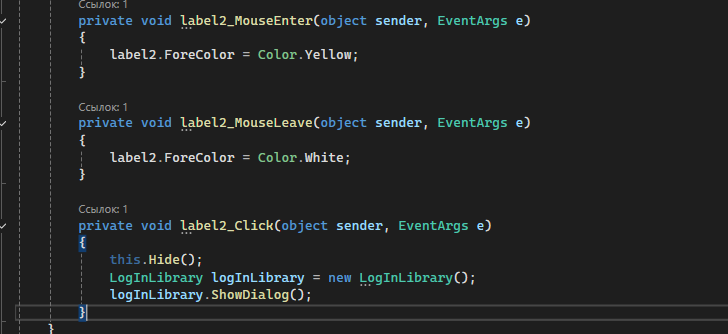 Ссылок: 1
private void label2_MouseEnter(object sender, EventArgs e)
{
label2.ForeColor = Color.Yellow;
}
Ссылок: 1
private void label2_MouseLeave(object sender, EventArgs e)
{
label2.ForeColor = Color.White;
}
Ссылок: 1
private void label2_Click(object sender, EventArgs e)
{
this.Hide();
LogInLibrary logInLibrary = new LogInLibrary();
logInLibrary.ShowDialog();
}
}